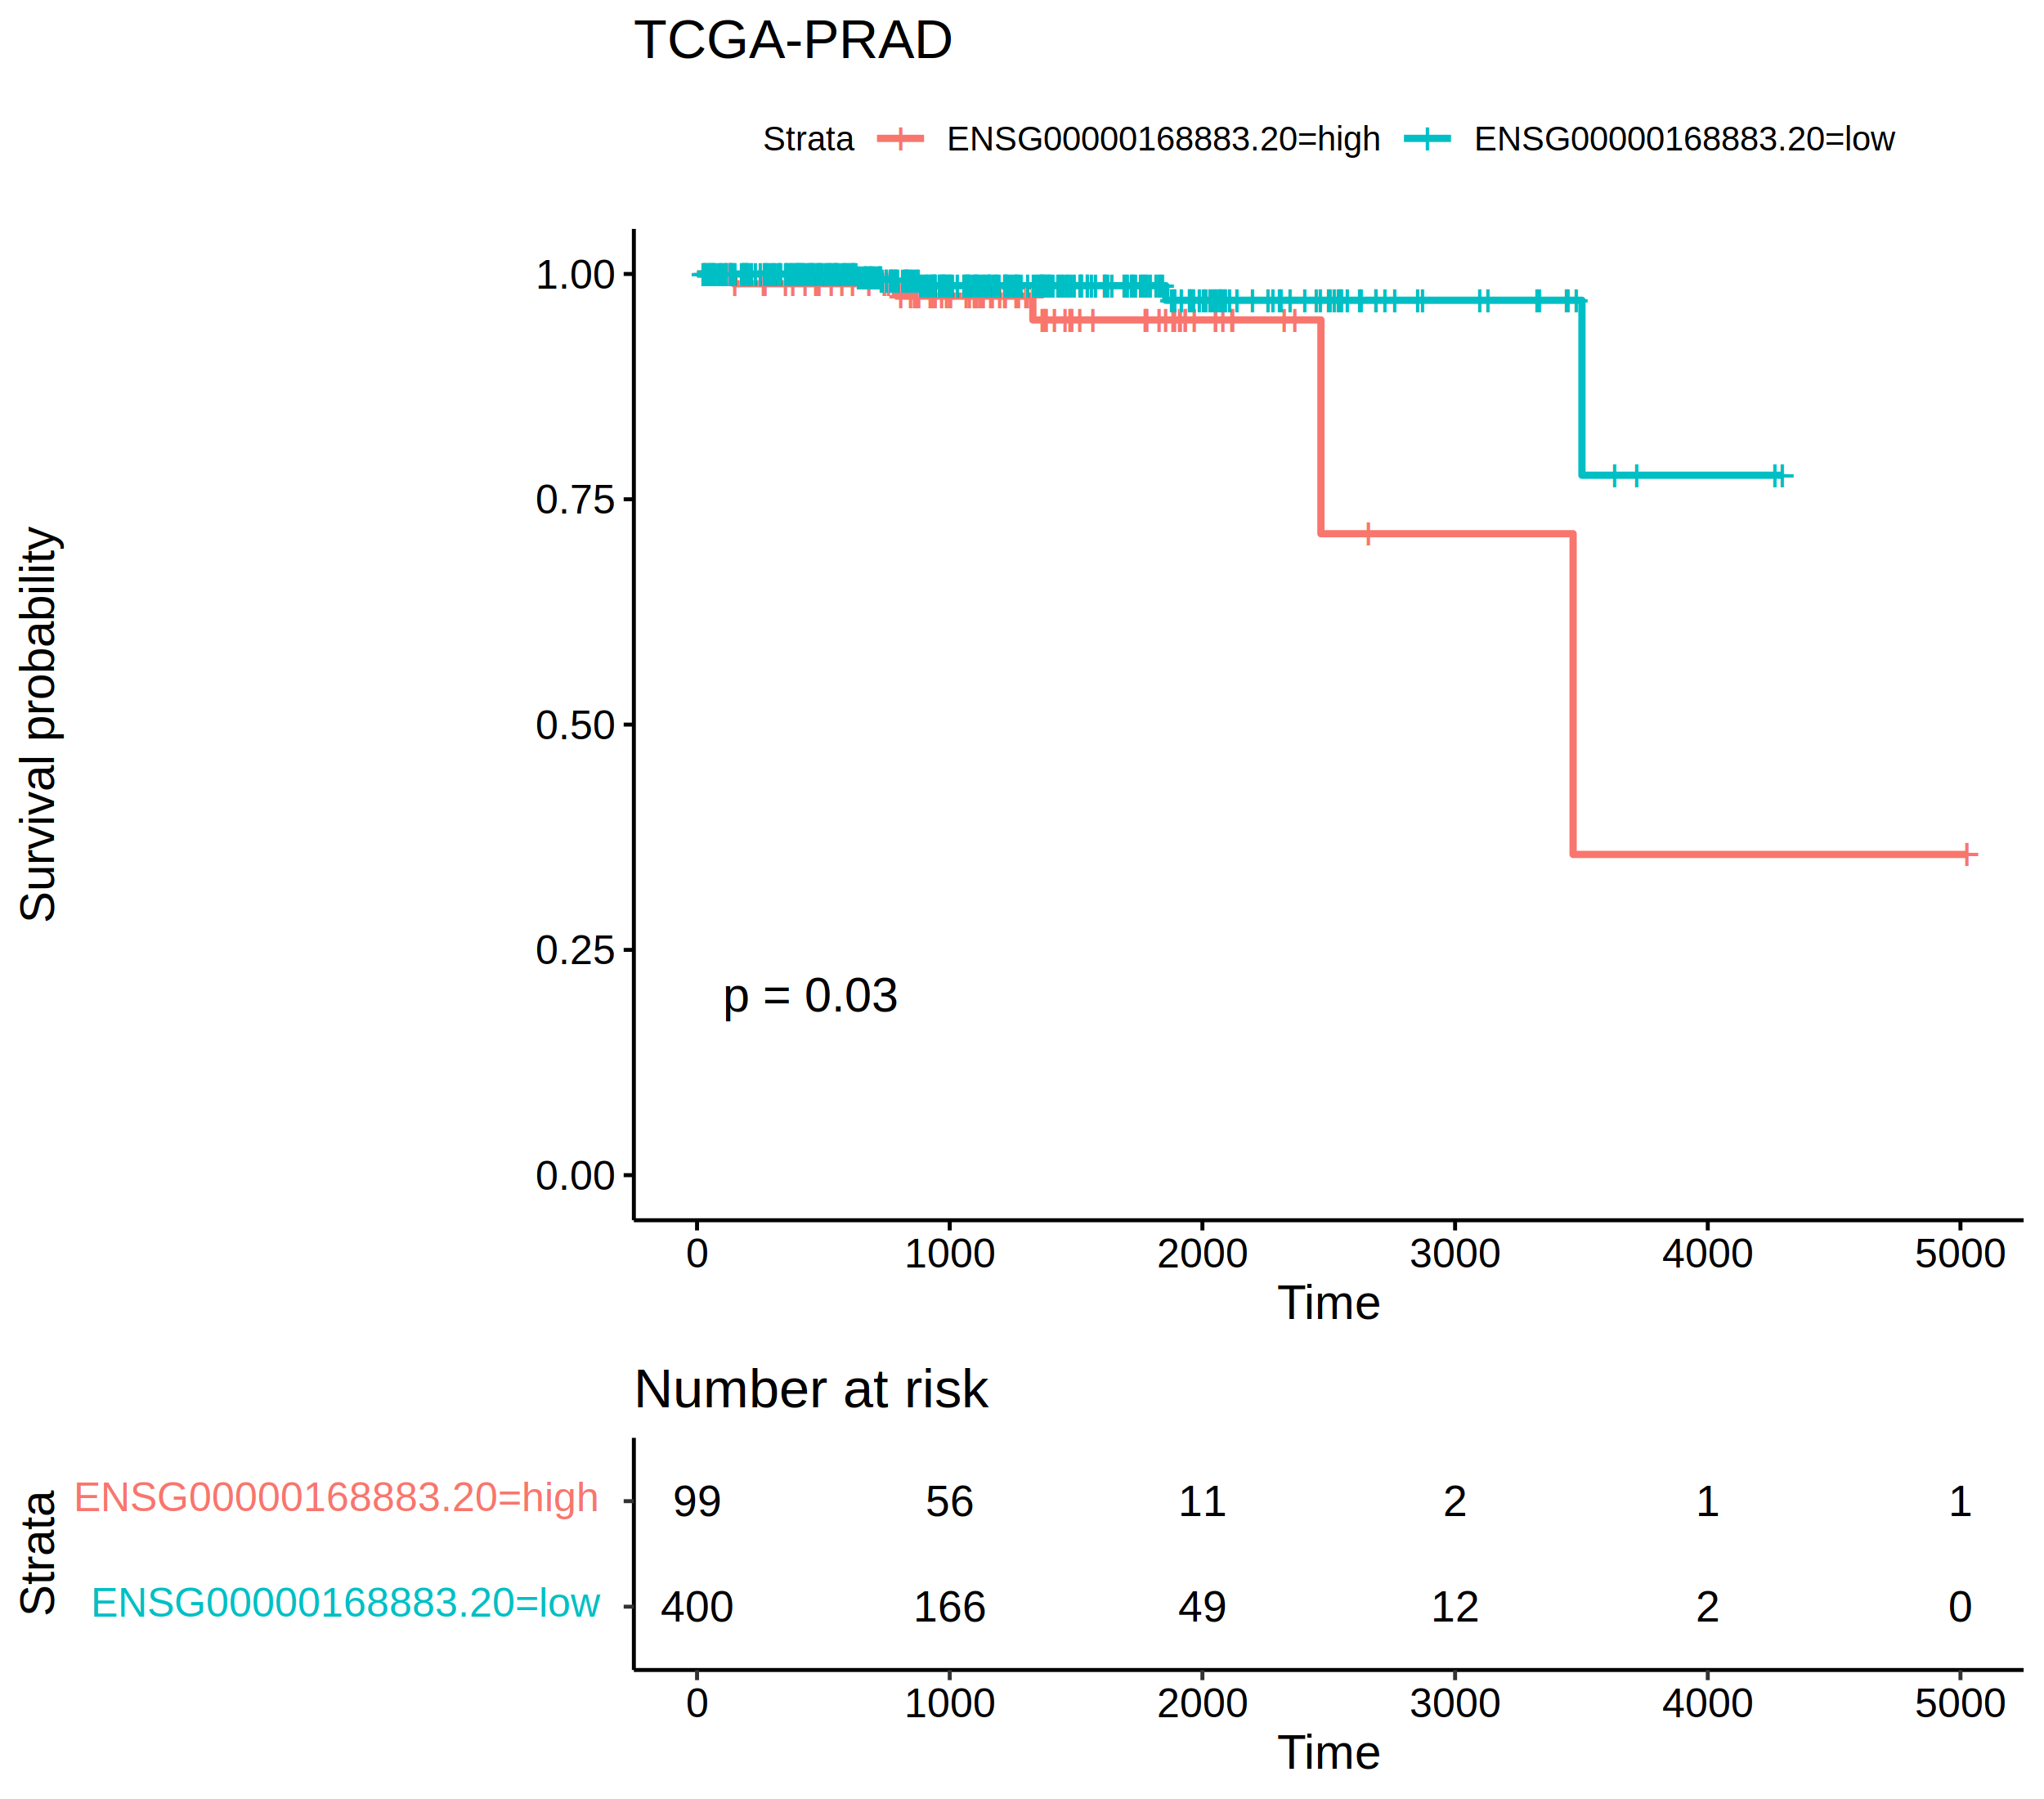 TCGA-PRAD
Strata ENSG00000168883.20=high ENSG00000168883.20=low
Survival probability
1.00
0.75
0.50
0.25
0.00
p = 0.03
0 1000 2000 3000 4000 5000
Time
Number at risk
Strata
ENSG00000168883.20=high 99 56 11 2 1 1
ENSG00000168883.20=low 400 166 49 12 2 0
0 1000 2000 3000 4000 5000
Time